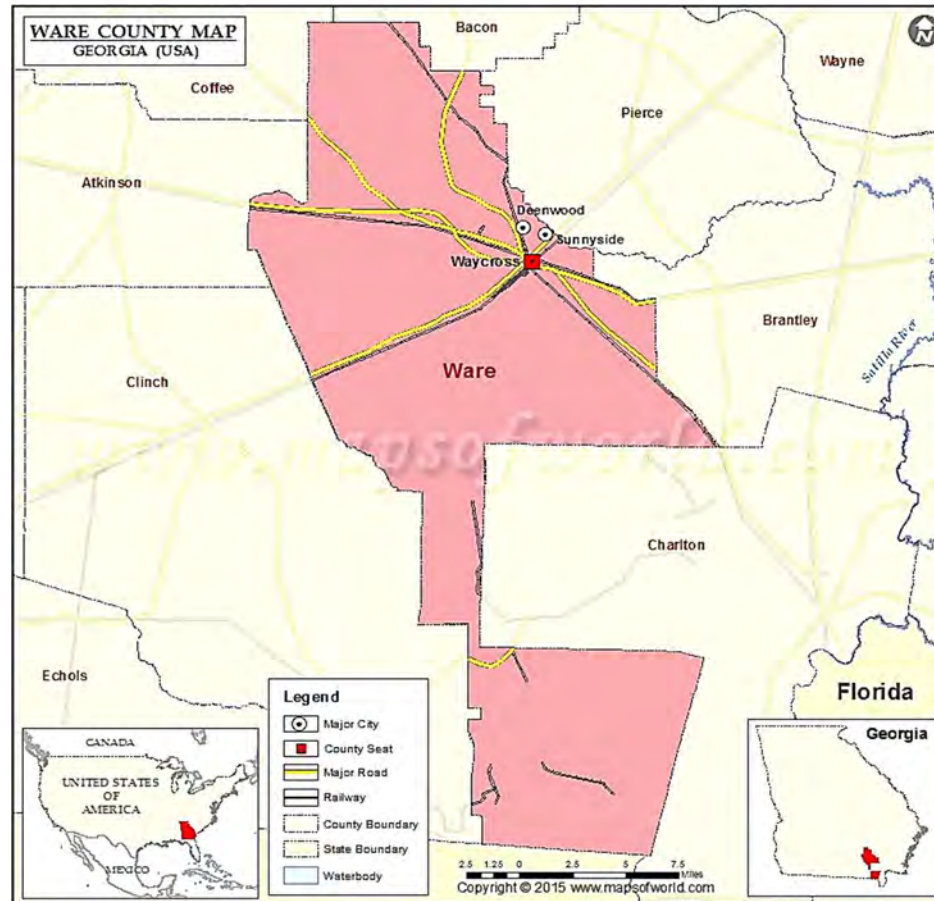 WARE COUNTY MAP
GEORGIA (USA)
N
Bacon
Wayne
Coffee
Pierce
Atkinson
Deenwood
Sunnyside
Waycross
Brantley
Satilla River
Ware
Clinch
Charlton
Echols
Florida
Legend
Major City
County Seat
Major Road
Railway
County Boundary
State Boundary
Waterbody
CANADA
UNITED STATES
OF
AMERICA
MEXICO
Georgia
2.5 1.25 0 2.5 5 7.5
Miles
Copyright © 2015 www.mapsofworld.com